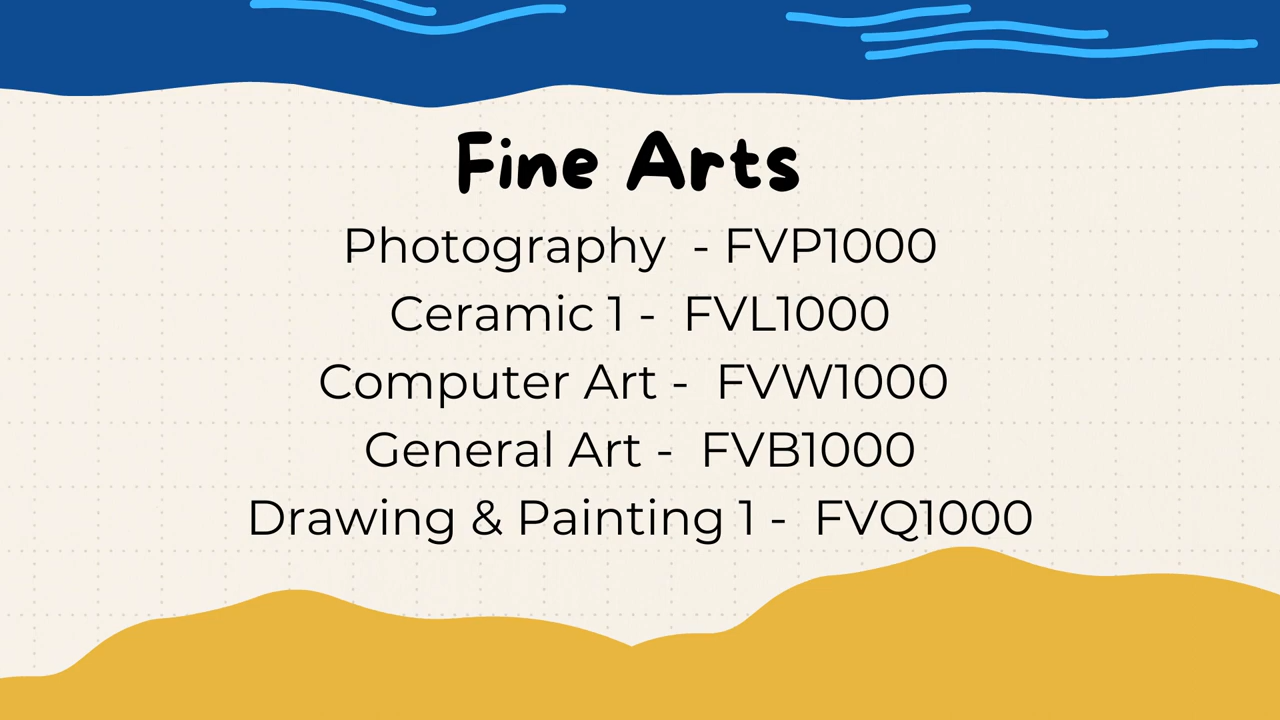 Fine Arts
Photography  - FVP1000
Ceramic 1 -  FVL1000
Computer Art -  FVW1000
General Art -  FVB1000
Drawing & Painting 1 -  FVQ1000